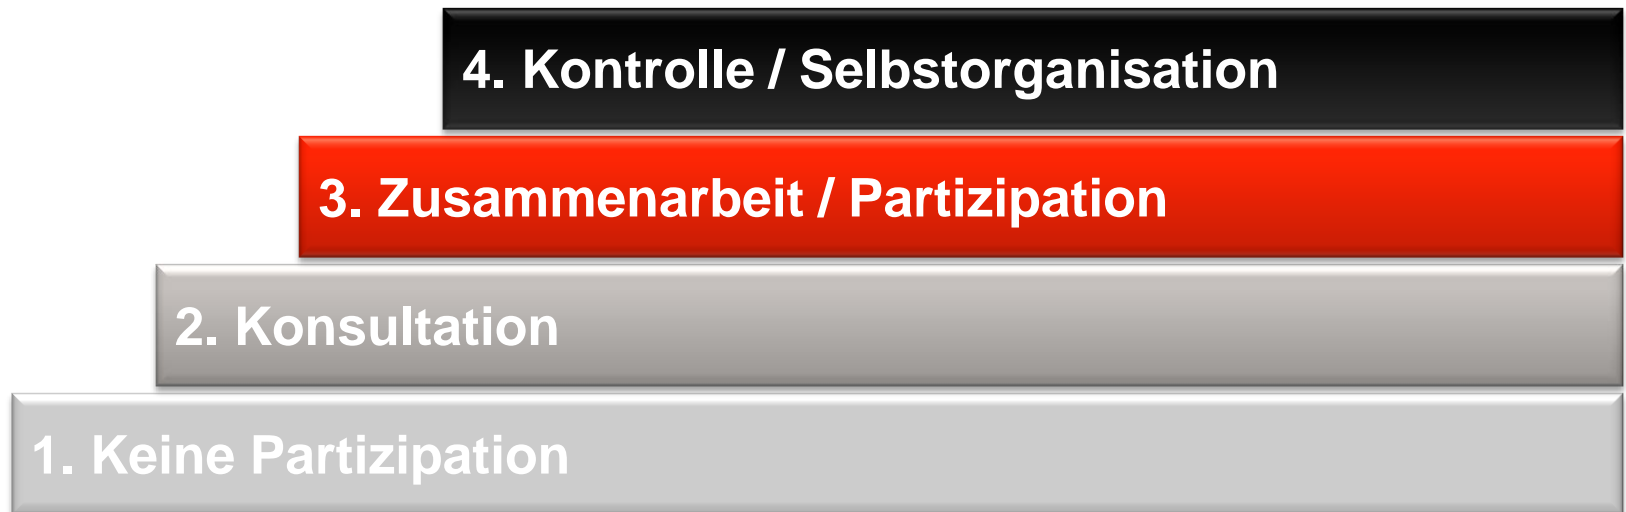 4. Kontrolle / Selbstorganisation
3. Zusammenarbeit / Partizipation
2. Konsultation
1. Keine Partizipation